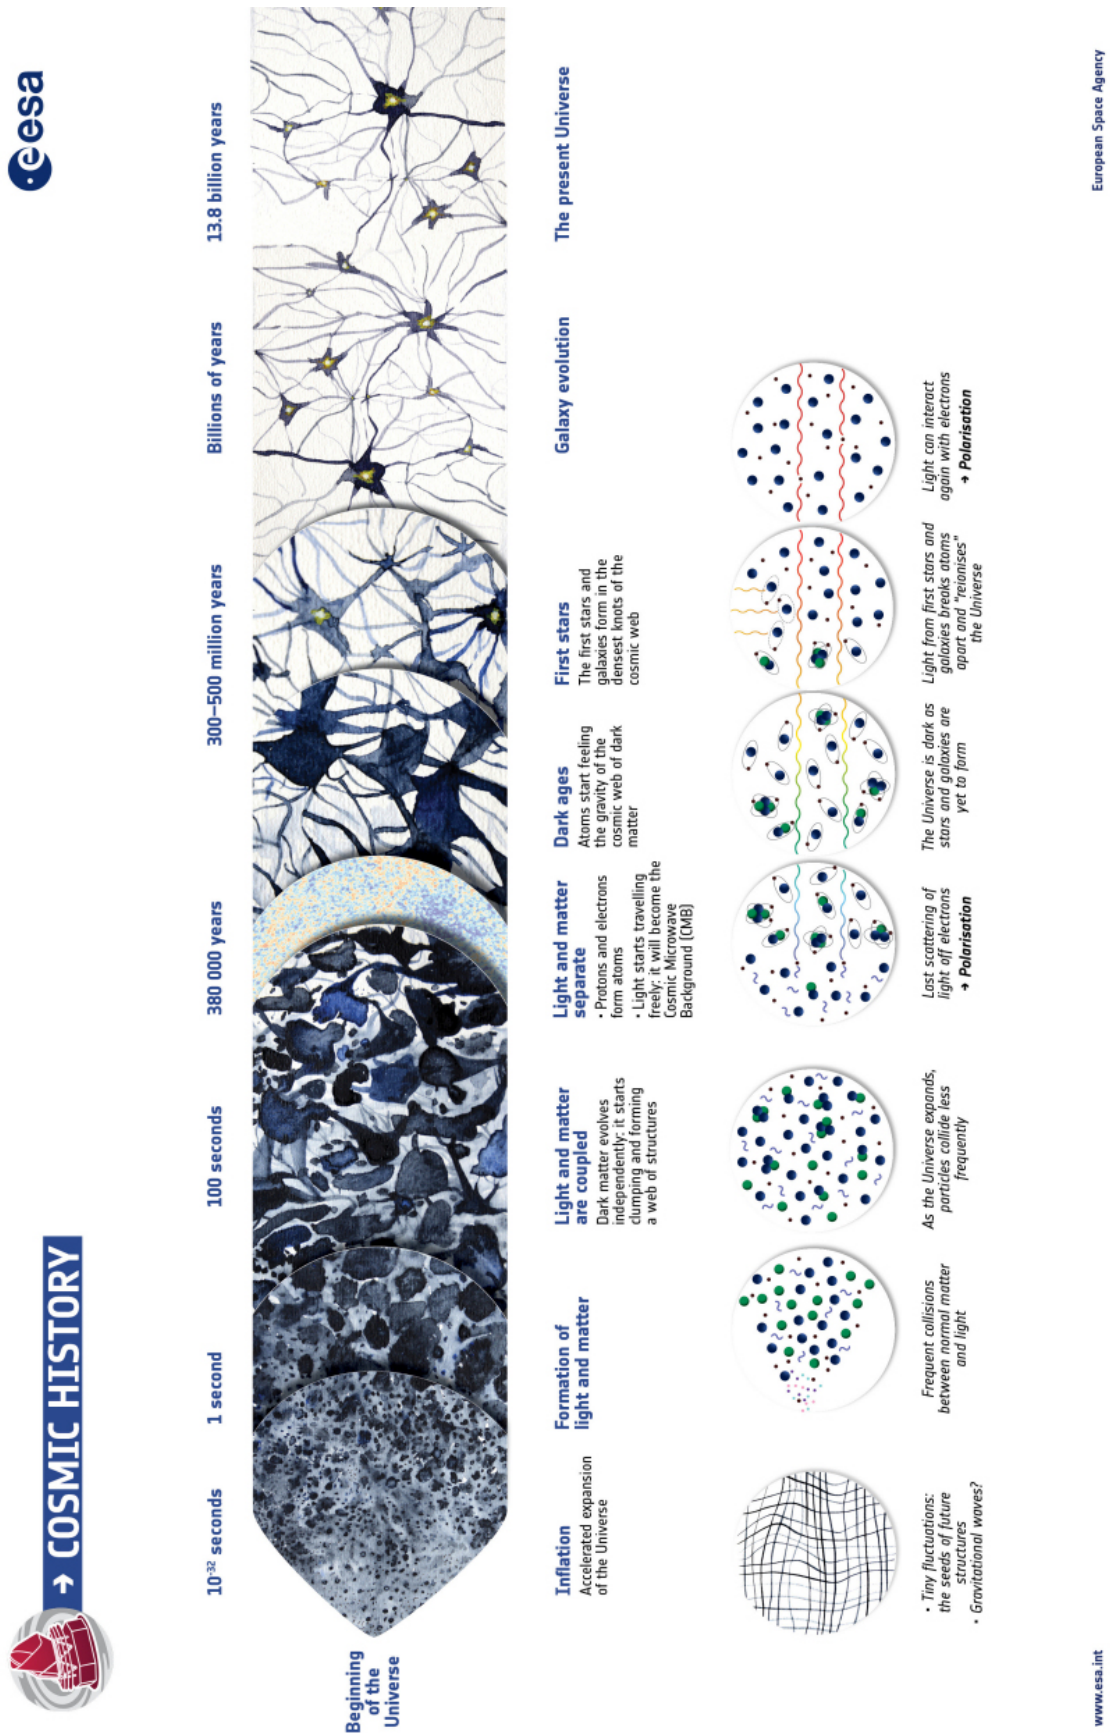 → COSMIC HISTORY
esa
Beginning
of the
Universe
10⁻³² seconds
1 second
100 seconds
380 000 years
300–500 million years
Billions of years
13.8 billion years
Inflation
Accelerated expansion
of the Universe
Formation of
light and matter
Light and matter
are coupled
Dark matter evolves
independently: it starts
clumping and forming
a web of structures
Light and matter
separate
• Protons and electrons
form atoms
• Light starts travelling
freely: it will become the
Cosmic Microwave
Background (CMB)
Dark ages
Atoms start feeling
the gravity of the
cosmic web of dark
matter
First stars
The first stars and
galaxies form in the
densest knots of the
cosmic web
Galaxy evolution
The present Universe
• Tiny fluctuations:
the seeds of future
structures
• Gravitational waves?
Frequent collisions
between normal matter
and light
As the Universe expands,
particles collide less
frequently
Last scattering of
light off electrons
→ Polarisation
The Universe is dark as
stars and galaxies are
yet to form
Light from first stars and
galaxies breaks atoms
apart and "reionises"
the Universe
Light can interact
again with electrons
→ Polarisation
www.esa.int
European Space Agency